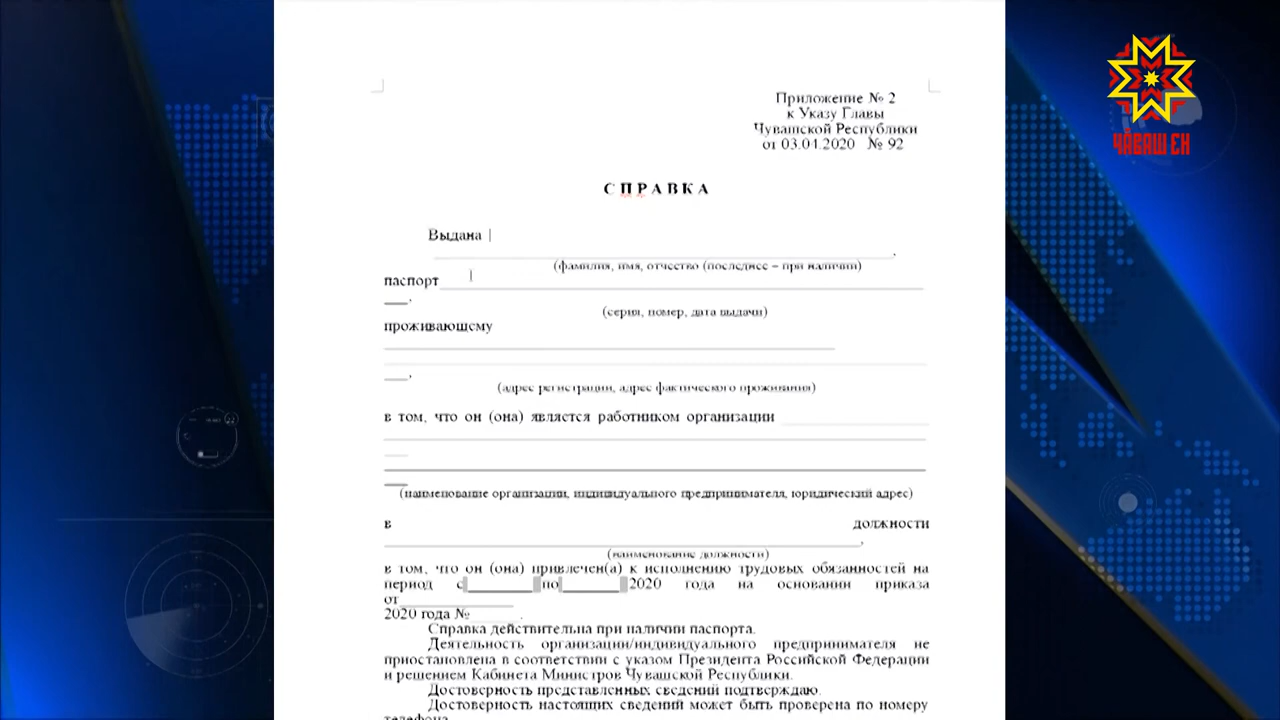 Приложение № 2
к Указу Главы
Чувашской Республики
от 03.04.2020 № 92
ЧӐВАШ ЕН
СПРАВКА
Выдана
(фамилия, имя, отчество (последнее – при наличии)
паспорт
(серия, номер, дата выдачи)
проживающему
(адрес регистрации, адрес фактического проживания)
в том, что он (она) является работником организации
(наименование организации, индивидуального предпринимателя, юридический адрес)
в должности
(наименование должности)
в том, что он (она) привлечен(а) к исполнению трудовых обязанностей на
период с по 2020 года на основании приказа
от
2020 года № .
Справка действительна при наличии паспорта.
Деятельность организации/индивидуального предпринимателя не
приостановлена в соответствии с указом Президента Российской Федерации
и решением Кабинета Министров Чувашской Республики.
Достоверность представленных сведений подтверждаю.
Достоверность настоящих сведений может быть проверена по номеру
телефона